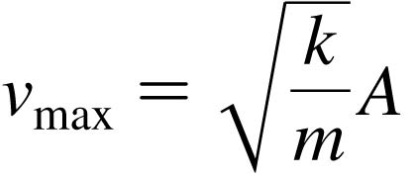 v_max = √(k/m) A